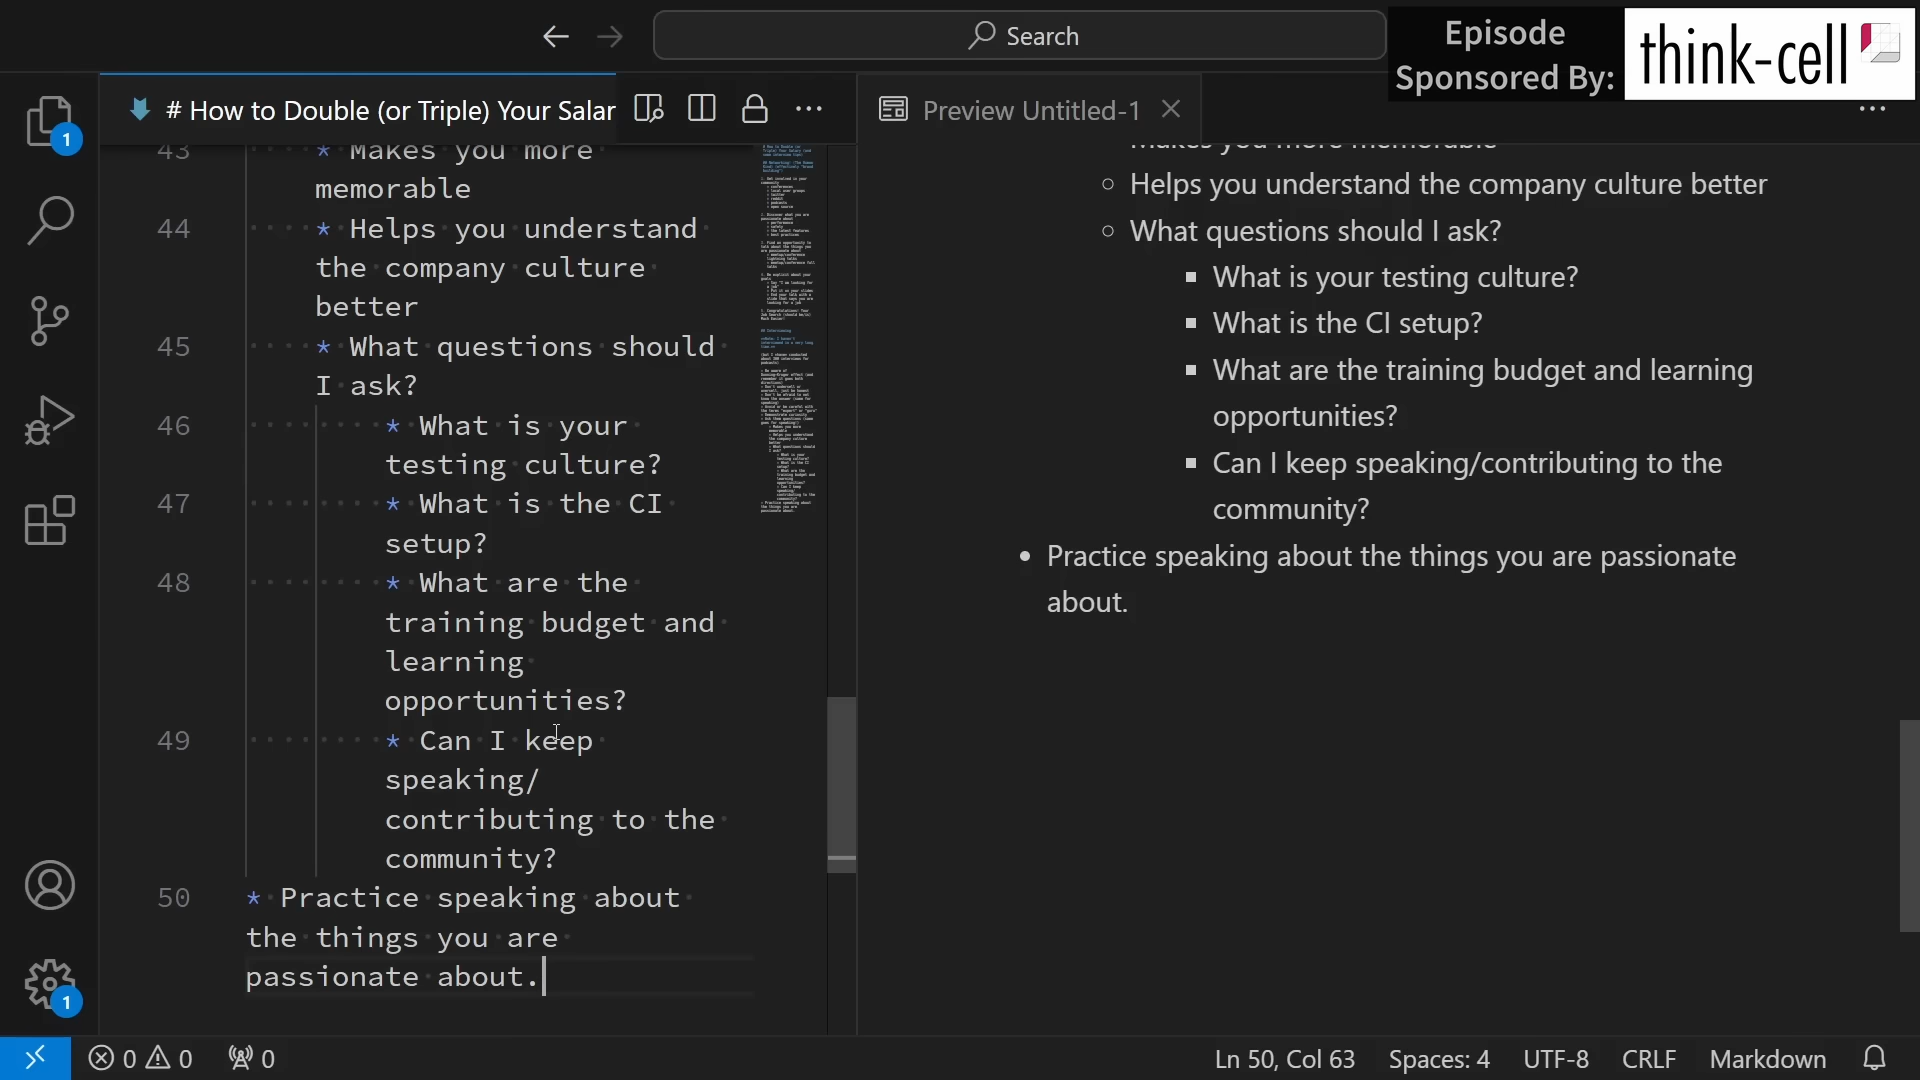 Search
Episode
Sponsored By:
think-cell
# How to Double (or Triple) Your Salar
Preview Untitled-1
1
43 * Makes you more
memorable
44 * Helps you understand
the company culture
better
45 * What questions should
I ask?
46 * What is your
testing culture?
47 * What is the CI
setup?
48 * What are the
training budget and
learning
opportunities?
49 * Can I keep
speaking/
contributing to the
community?
50 * Practice speaking about
the things you are
passionate about.
Makes you more memorable
Helps you understand the company culture better
What questions should I ask?
What is your testing culture?
What is the CI setup?
What are the training budget and learning
opportunities?
Can I keep speaking/contributing to the
community?
Practice speaking about the things you are passionate
about.
1
0 0 0
Ln 50, Col 63 Spaces: 4 UTF-8 CRLF Markdown